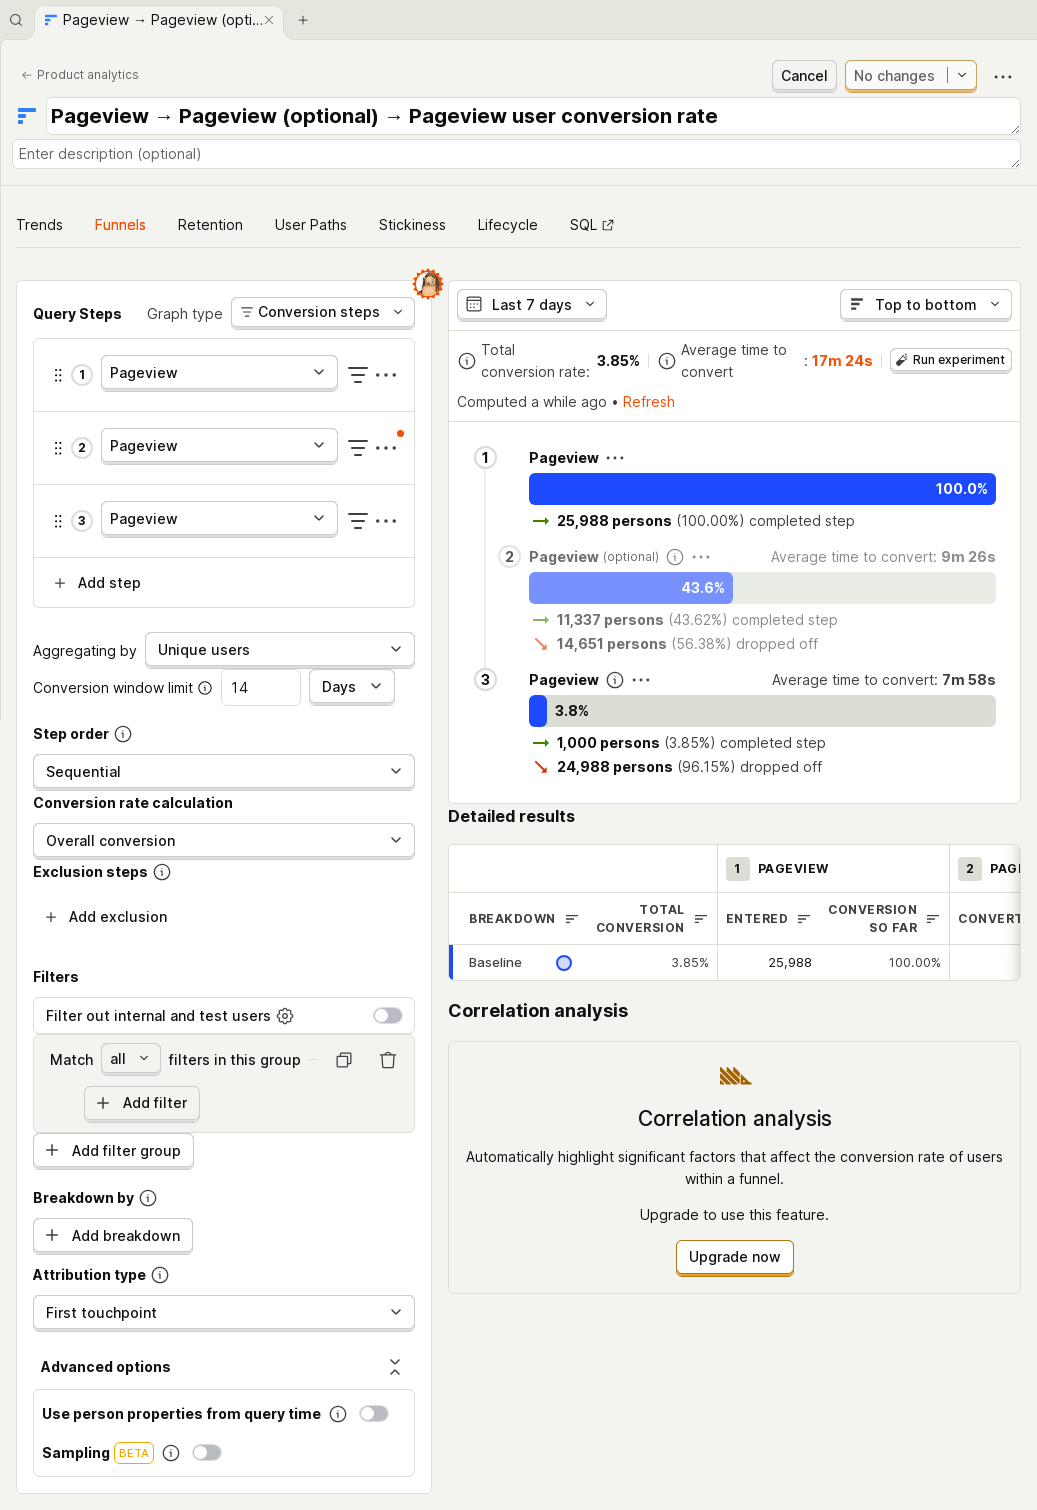 Pageview → Pageview (opti...
Product analytics
Cancel
No changes
Pageview → Pageview (optional) → Pageview user conversion rate
Enter description (optional)
Trends
Funnels
Retention
User Paths
Stickiness
Lifecycle
SQL
Query Steps
Graph type
Conversion steps
1
Pageview
2
Pageview
3
Pageview
Add step
Aggregating by
Unique users
Conversion window limit
14
Days
Step order
Sequential
Conversion rate calculation
Overall conversion
Exclusion steps
Add exclusion
Filters
Filter out internal and test users
Match
all
filters in this group
Add filter
Add filter group
Breakdown by
Add breakdown
Attribution type
First touchpoint
Advanced options
Use person properties from query time
Sampling BETA
Last 7 days
Top to bottom
Total
conversion rate:
3.85%
Average time to
convert
: 17m 24s
Run experiment
Computed a while ago • Refresh
1
Pageview
100.0%
25,988 persons (100.00%) completed step
2
Pageview (optional)
Average time to convert: 9m 26s
43.6%
11,337 persons (43.62%) completed step
14,651 persons (56.38%) dropped off
3
Pageview
Average time to convert: 7m 58s
3.8%
1,000 persons (3.85%) completed step
24,988 persons (96.15%) dropped off
Detailed results
1 PAGEVIEW
2 PAGE
BREAKDOWN
TOTAL
CONVERSION
ENTERED
CONVERSION
SO FAR
CONVERT
Baseline
3.85%
25,988
100.00%
Correlation analysis
Correlation analysis
Automatically highlight significant factors that affect the conversion rate of users
within a funnel.
Upgrade to use this feature.
Upgrade now